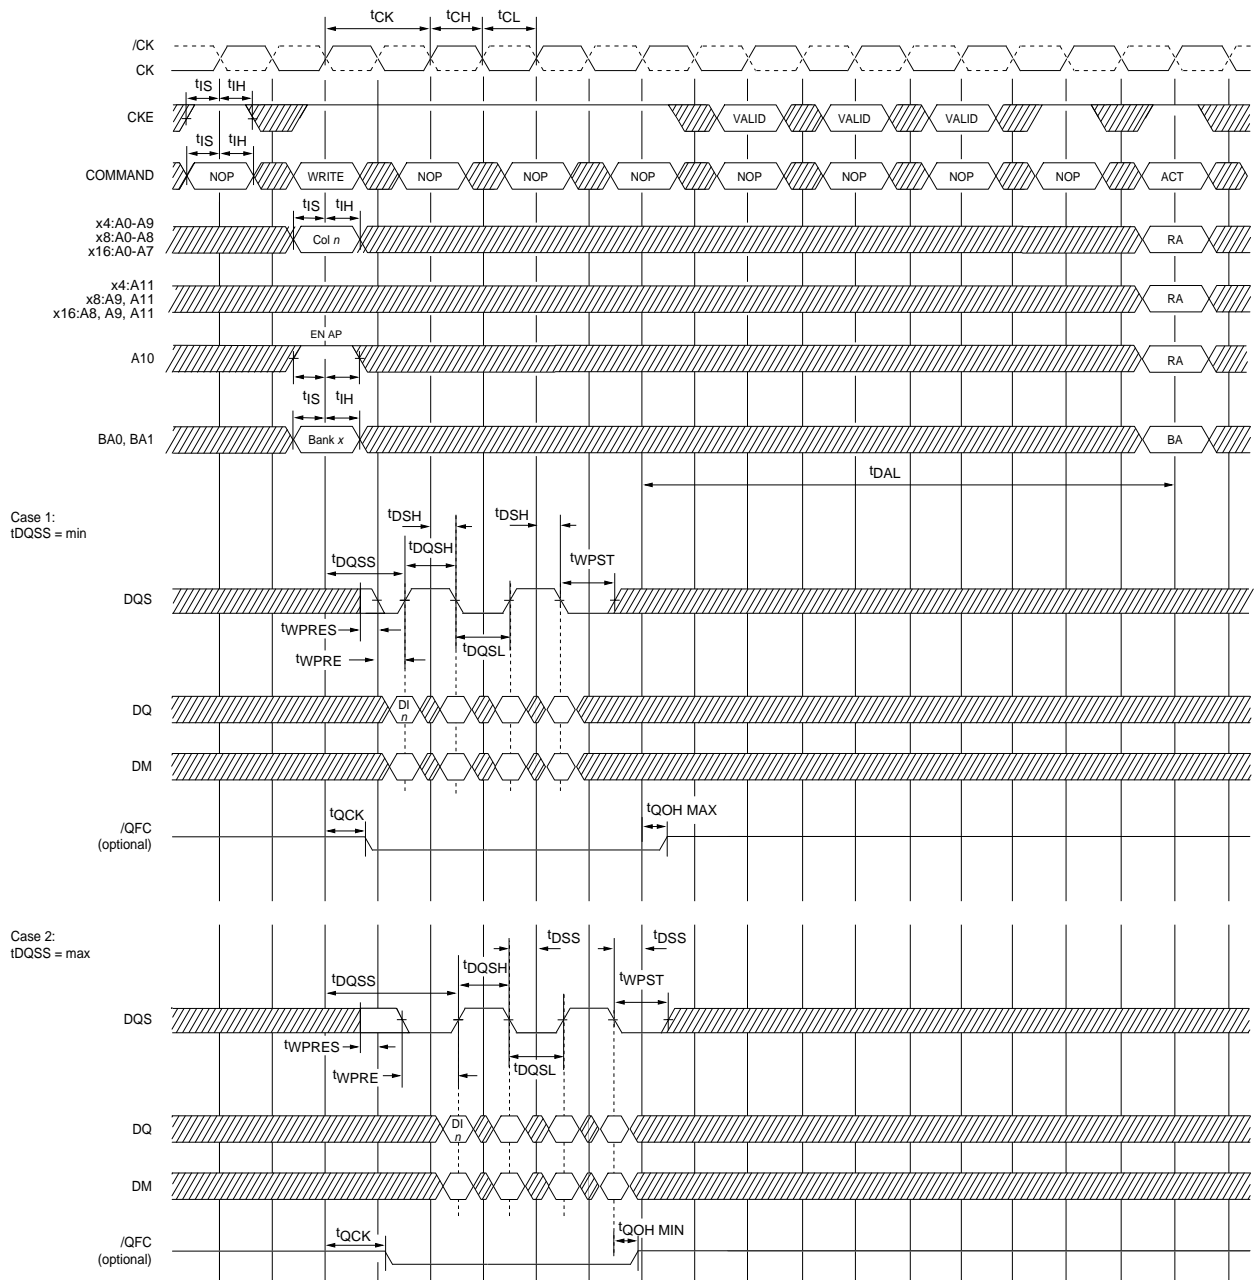 tCK tCH tCL
/CK
CK
tIS tIH
CKE VALID VALID VALID
tIS tIH
COMMAND NOP WRITE NOP NOP NOP NOP NOP NOP NOP ACT
tIS tIH
x4:A0-A9
x8:A0-A8
x16:A0-A7
Col n RA
x4:A11
x8:A9, A11
x16:A8, A9, A11
RA
EN AP
A10 RA
tIS tIH
BA0, BA1 Bank x BA
tDAL
Case 1:
tDQSS = min
tDSH tDSH
tDQSS tDQSH tWPST
DQS
tWPRES
tWPRE tDQSL
DQ DI
n
DM
tQCK tQOH MAX
/QFC
(optional)
Case 2:
tDQSS = max
tDSS tDSS
tDQSS tDQSH tWPST
DQS
tWPRES
tWPRE tDQSL
DQ DI
n
DM
tQCK tQOH MIN
/QFC
(optional)